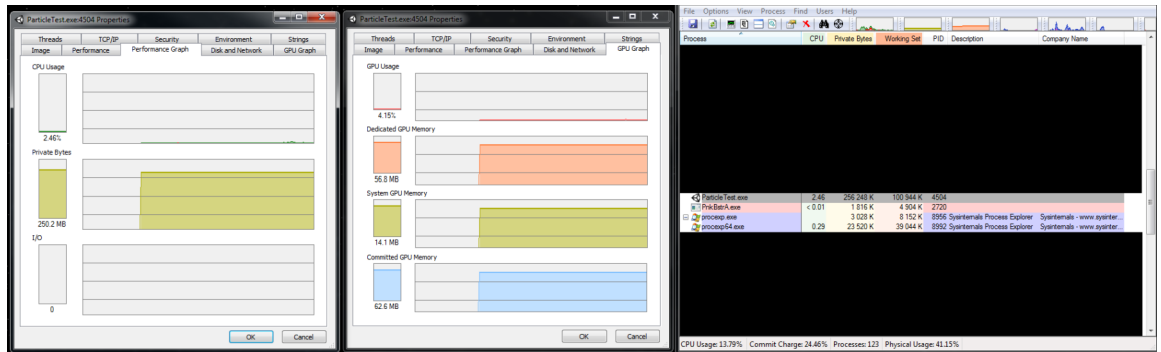 ParticleTest.exe:4504 Properties
Threads TCP/IP Security Environment Strings
Image Performance Performance Graph Disk and Network GPU Graph
CPU Usage
2.46%
Private Bytes
250.2 MB
I/O
0
OK Cancel
ParticleTest.exe:4504 Properties
Threads TCP/IP Security Environment Strings
Image Performance Performance Graph Disk and Network GPU Graph
GPU Usage
4.15%
Dedicated GPU Memory
56.8 MB
System GPU Memory
14.1 MB
Committed GPU Memory
62.6 MB
OK Cancel
File Options View Process Find Users Help
Process CPU Private Bytes Working Set PID Description Company Name
ParticleTest.exe 2.46 256 248 K 100 944 K 4504
PnkBstrA.exe < 0.01 1 816 K 4 904 K 2720
procexp.exe 3 028 K 8 152 K 8956 Sysinternals Process Explorer Sysinternals - www.sysinter...
procexp64.exe 0.29 23 520 K 39 044 K 8992 Sysinternals Process Explorer Sysinternals - www.sysinter...
CPU Usage: 13.79% Commit Charge: 24.46% Processes: 123 Physical Usage: 41.15%